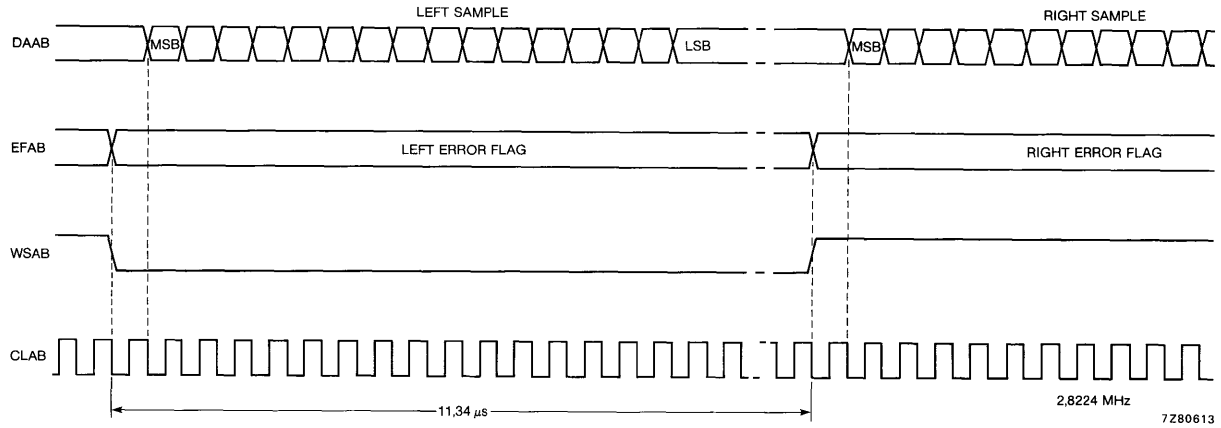 LEFT SAMPLE
RIGHT SAMPLE
DAAB
MSB
LSB
MSB
EFAB
LEFT ERROR FLAG
RIGHT ERROR FLAG
WSAB
CLAB
11,34 μs
2,8224 MHz
7Z80613